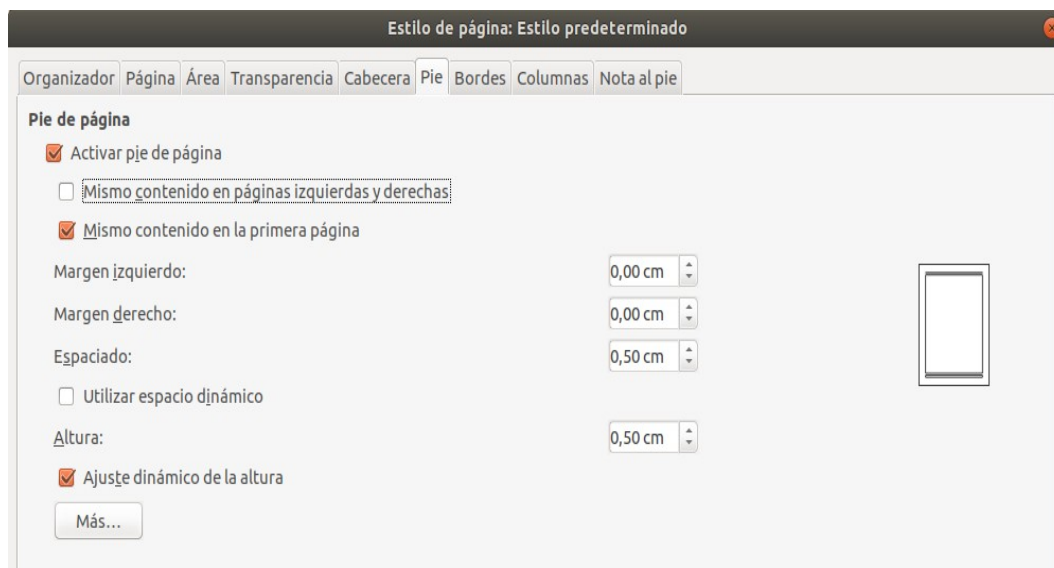 Estilo de página: Estilo predeterminado
Organizador Página Área Transparencia Cabecera Pie Bordes Columnas Nota al pie
Pie de página
Activar pie de página
Mismo contenido en páginas izquierdas y derechas
Mismo contenido en la primera página
Margen izquierdo: 0,00 cm
Margen derecho: 0,00 cm
Espaciado: 0,50 cm
Utilizar espacio dinámico
Altura: 0,50 cm
Ajuste dinámico de la altura
Más...